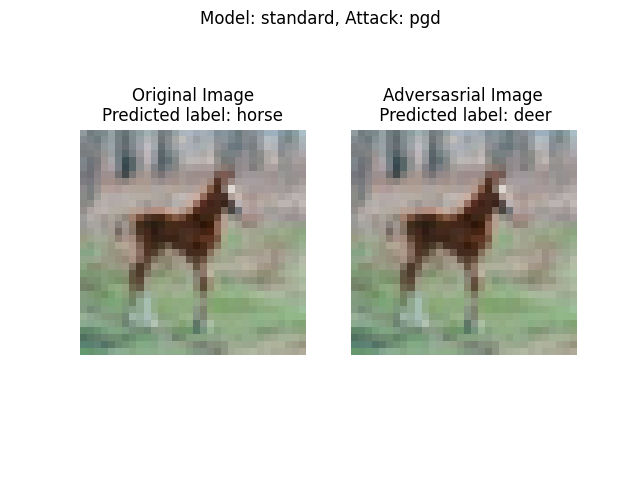 Model: standard, Attack: pgd
Original Image
Predicted label: horse
Adversasrial Image
Predicted label: deer